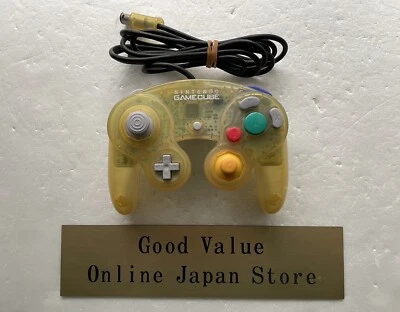 NINTENDO
GAMECUBE
Good Value
Online Japan Store